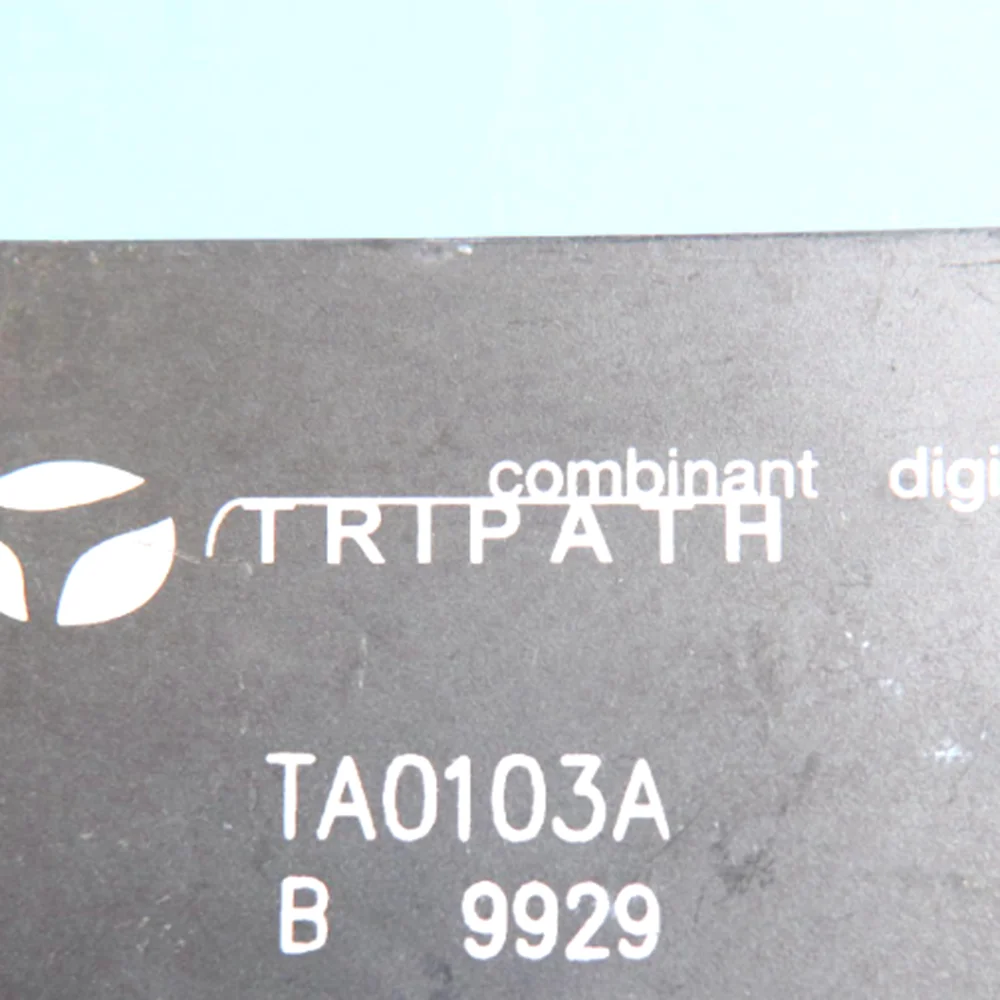 combinant digi
TRIPATH
TA0103A
B 9929